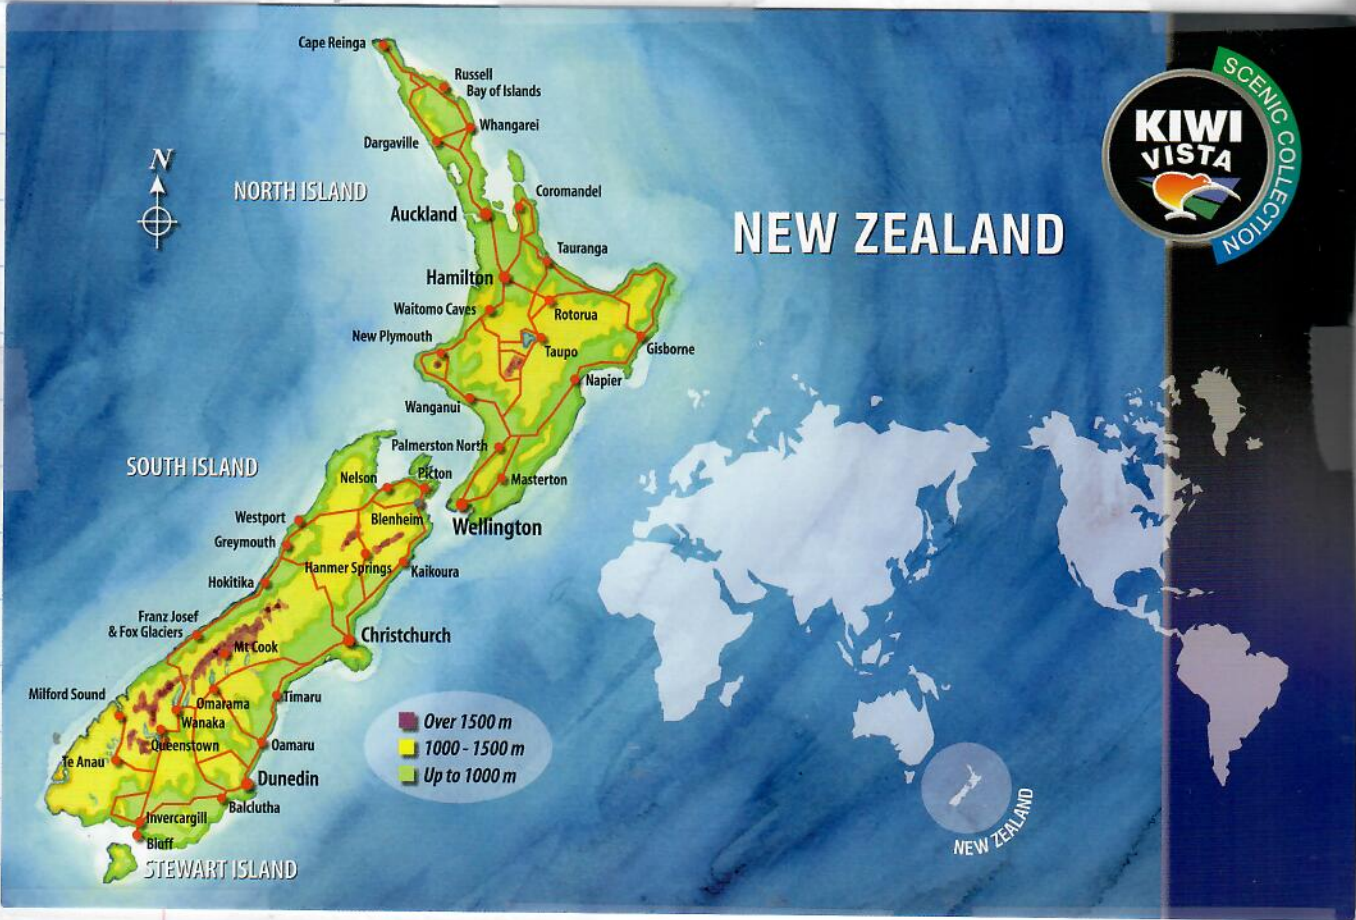 Cape Reinga
Russell
Bay of Islands
Whangarei
Dargaville
N
NORTH ISLAND
Coromandel
Auckland
Tauranga
Hamilton
Waitomo Caves
Rotorua
New Plymouth
Taupo
Gisborne
Napier
Wanganui
Palmerston North
Masterton
Wellington
SOUTH ISLAND
Nelson
Picton
Westport
Blenheim
Greymouth
Hanmer Springs
Kaikoura
Hokitika
Franz Josef
& Fox Glaciers
Christchurch
Mt Cook
Milford Sound
Omarama
Timaru
Wanaka
Queenstown
Oamaru
Te Anau
Dunedin
Balclutha
Invercargill
Bluff
STEWART ISLAND
Over 1500 m
1000 - 1500 m
Up to 1000 m
NEW ZEALAND
KIWI
VISTA
SCENIC COLLECTION
NEW ZEALAND